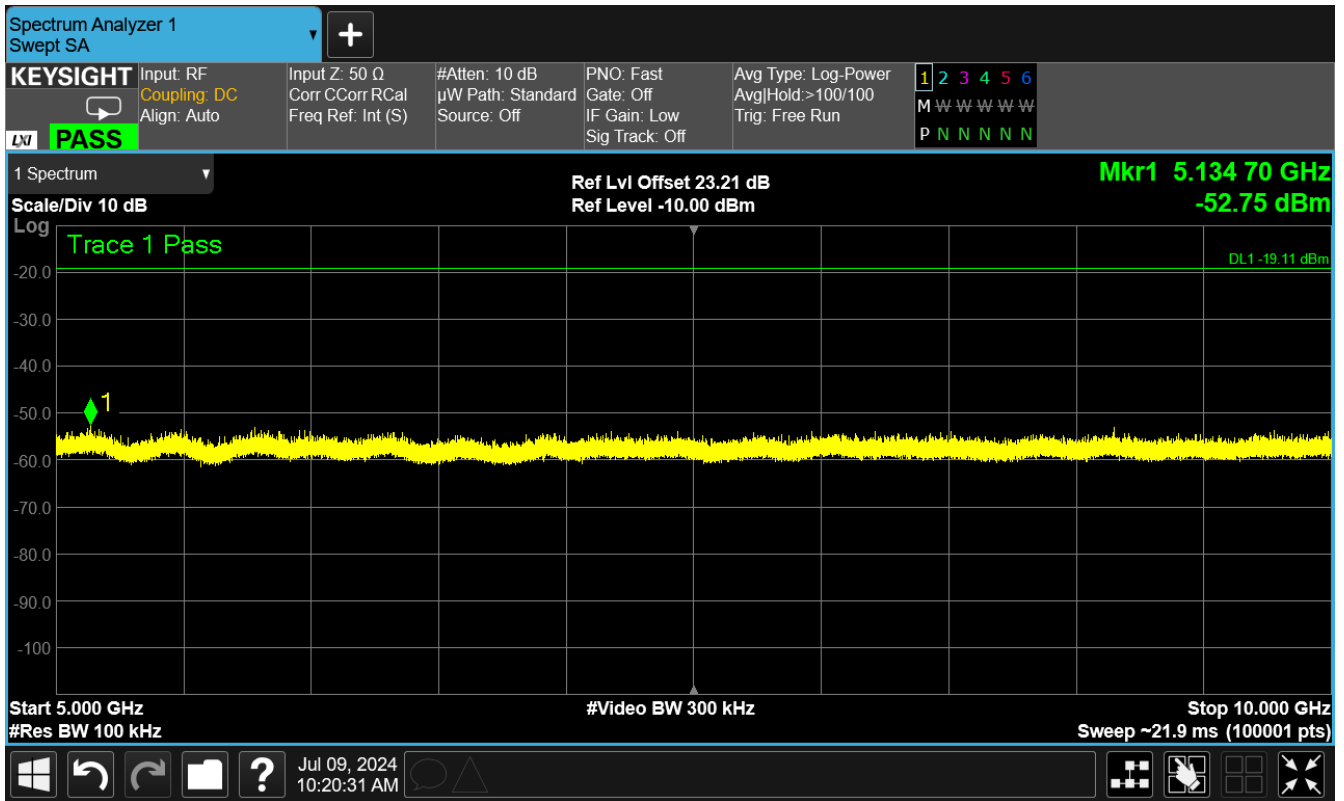 Spectrum Analyzer 1
Swept SA
KEYSIGHT
LXI
PASS
Input: RF
Coupling: DC
Align: Auto
Input Z: 50 Ω
Corr CCorr RCal
Freq Ref: Int (S)
#Atten: 10 dB
µW Path: Standard
Source: Off
PNO: Fast
Gate: Off
IF Gain: Low
Sig Track: Off
Avg Type: Log-Power
Avg|Hold:>100/100
Trig: Free Run
1 2 3 4 5 6
M W W W W W
P N N N N N
1 Spectrum
Scale/Div 10 dB
Ref Lvl Offset 23.21 dB
Ref Level -10.00 dBm
Mkr1 5.134 70 GHz
-52.75 dBm
Log
Trace 1 Pass
DL1 -19.11 dBm
-20.0
-30.0
-40.0
1
-50.0
-60.0
-70.0
-80.0
-90.0
-100
Start 5.000 GHz
#Video BW 300 kHz
Stop 10.000 GHz
#Res BW 100 kHz
Sweep ~21.9 ms (100001 pts)
?
Jul 09, 2024
10:20:31 AM